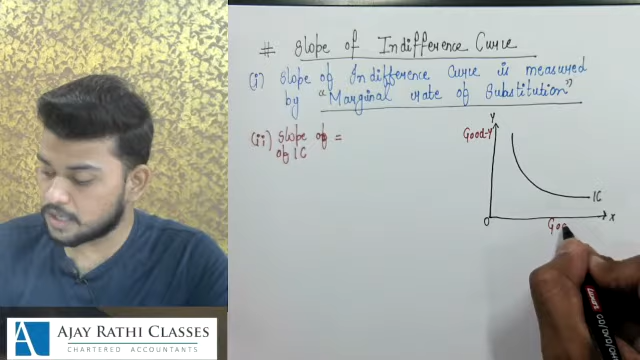 # Slope of Indifference Curve
(i) Slope of Indifference Curve is measured
by "Marginal rate of Substitution"
(ii) Slope of =
of IC
Y
Good-Y
IC
O
X
Goo
AJAY RATHI CLASSES
CHARTERED ACCOUNTANTS